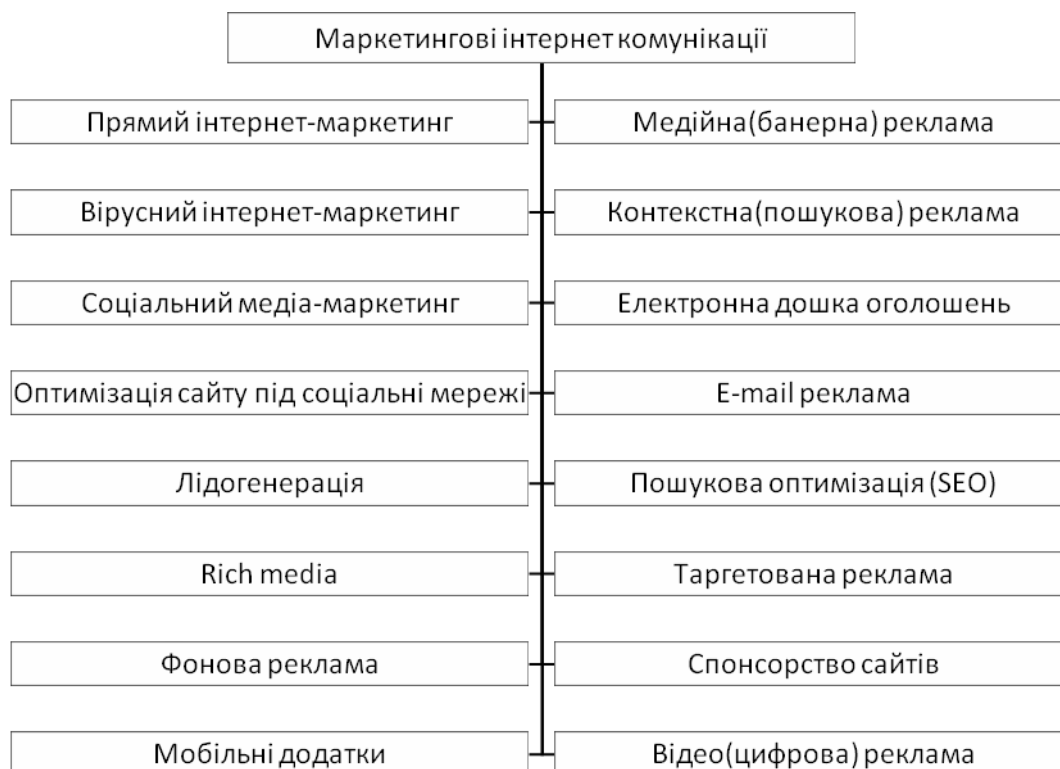 Маркетингові інтернет комунікації
Прямий інтернет-маркетинг
Медійна(банерна) реклама
Вірусний інтернет-маркетинг
Контекстна(пошукова) реклама
Соціальний медіа-маркетинг
Електронна дошка оголошень
Оптимізація сайту під соціальні мережі
E-mail реклама
Лідогенерація
Пошукова оптимізація (SEO)
Rich media
Таргетована реклама
Фонова реклама
Спонсорство сайтів
Мобільні додатки
Відео(цифрова) реклама